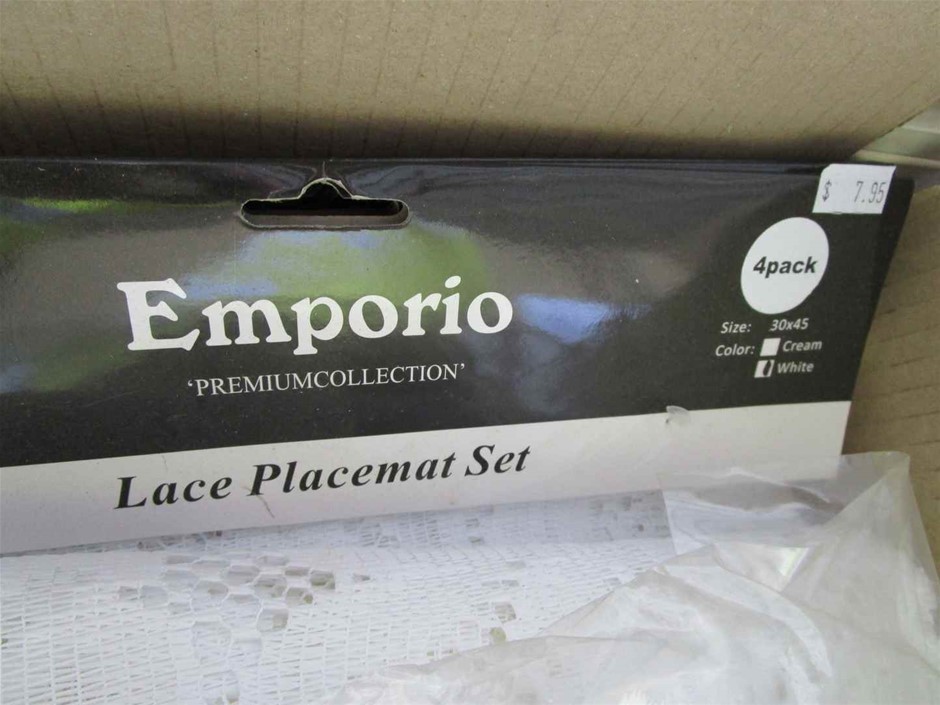 $ 7.95
4pack
Emporio
'PREMIUMCOLLECTION'
Size: 30x45
Color: Cream
White
Lace Placemat Set